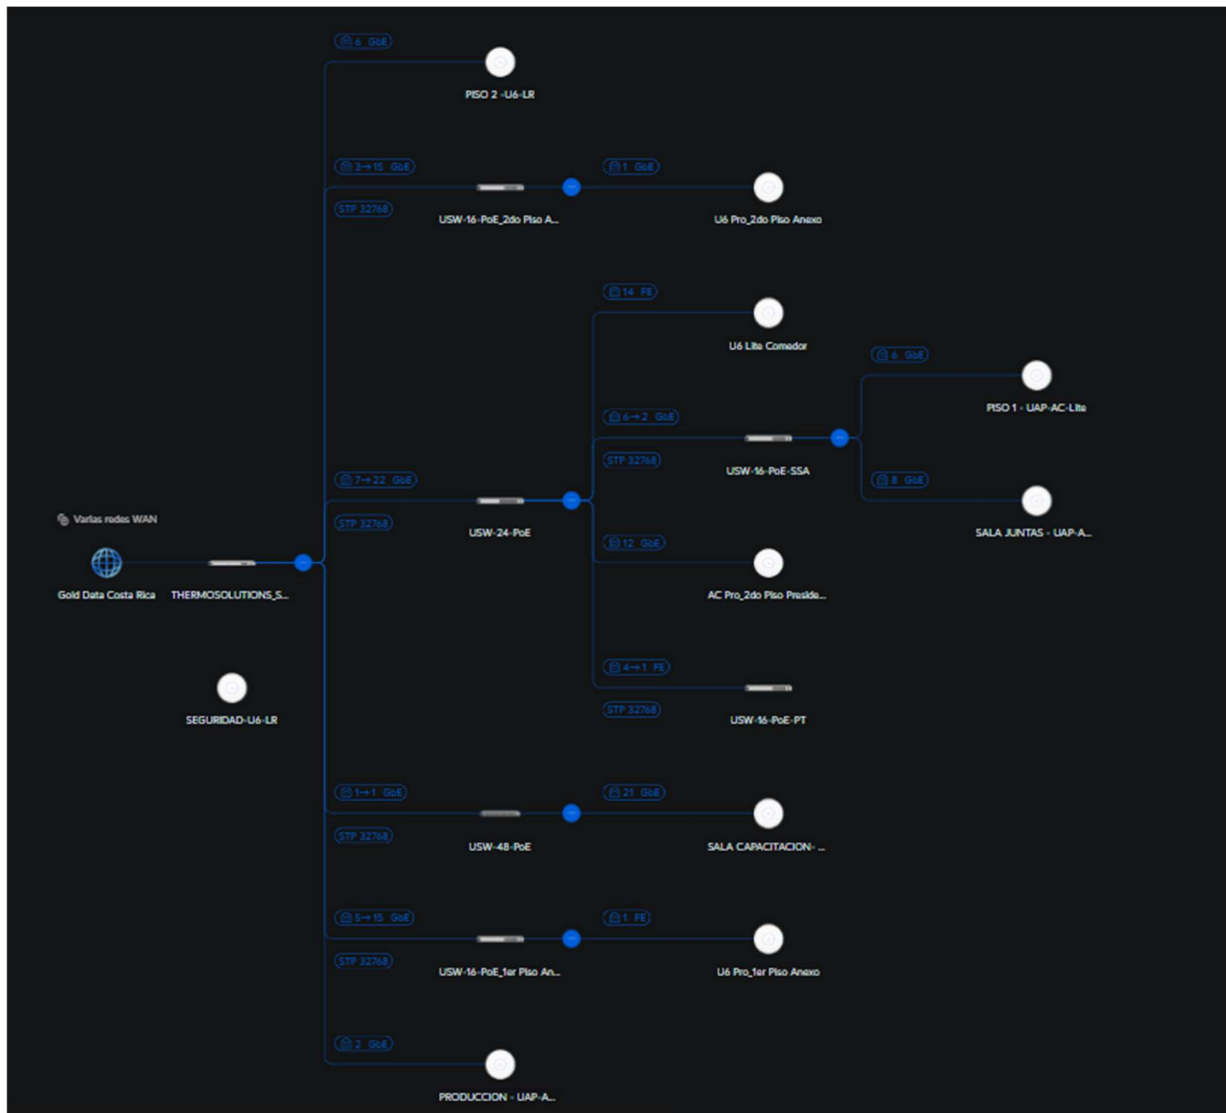 6 GbE
PISO 2 -U6-LR
3→15 GbE
STP 32768
USW-16-PoE_2do Piso A...
1 GbE
U6 Pro_2do Piso Anexo
14 FE
U6 Lite Comedor
6→2 GbE
STP 32768
USW-16-PoE-SSA
6 GbE
PISO 1 - UAP-AC-Lite
8 GbE
SALA JUNTAS - UAP-A...
7→22 GbE
STP 32768
USW-24-PoE
12 GbE
AC Pro_2do Piso Preside...
4→1 FE
STP 32768
USW-16-PoE-PT
Varias redes WAN
Gold Data Costa Rica
THERMOSOLUTIONS_S...
SEGURIDAD-U6-LR
1→1 GbE
STP 32768
USW-48-PoE
21 GbE
SALA CAPACITACION- ...
5→15 GbE
STP 32768
USW-16-PoE_1er Piso An...
1 FE
U6 Pro_1er Piso Anexo
2 GbE
PRODUCCION - UAP-A...